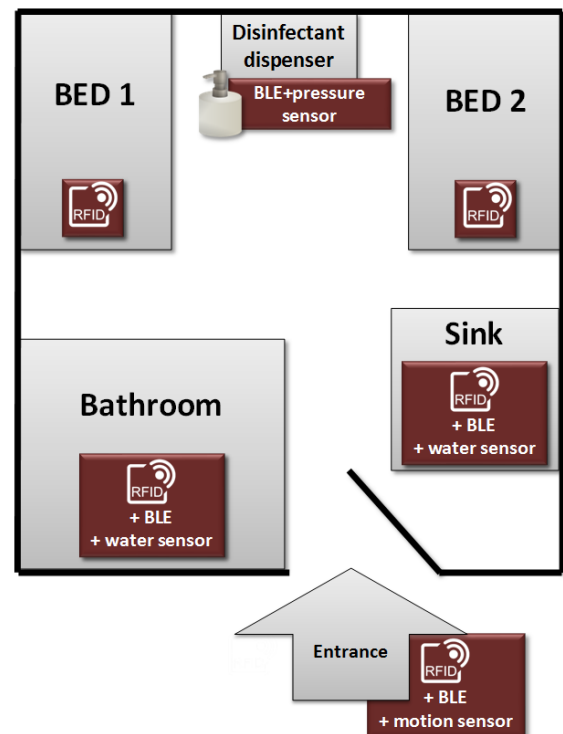 Disinfectant
dispenser
BLE+pressure
sensor
BED 1
BED 2
RFID
RFID
Sink
RFID
+ BLE
+ water sensor
Bathroom
RFID
+ BLE
+ water sensor
Entrance
RFID
+ BLE
+ motion sensor